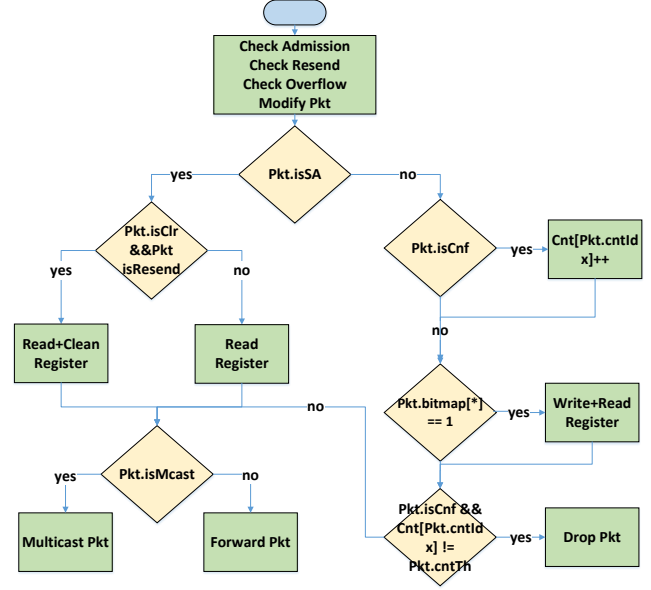 Check Admission
Check Resend
Check Overflow
Modify Pkt
Pkt.isSA
yes
no
Pkt.isClr
&&Pkt
isResend
yes
no
Pkt.isCnf
yes
Cnt[Pkt.cntId
x]++
no
Read+Clean
Register
Read
Register
Pkt.bitmap[*]
== 1
yes
Write+Read
Register
no
Pkt.isMcast
yes
no
Multicast Pkt
Forward Pkt
Pkt.isCnf &&
Cnt[Pkt.cntId
x] !=
Pkt.cntTh
yes
Drop Pkt